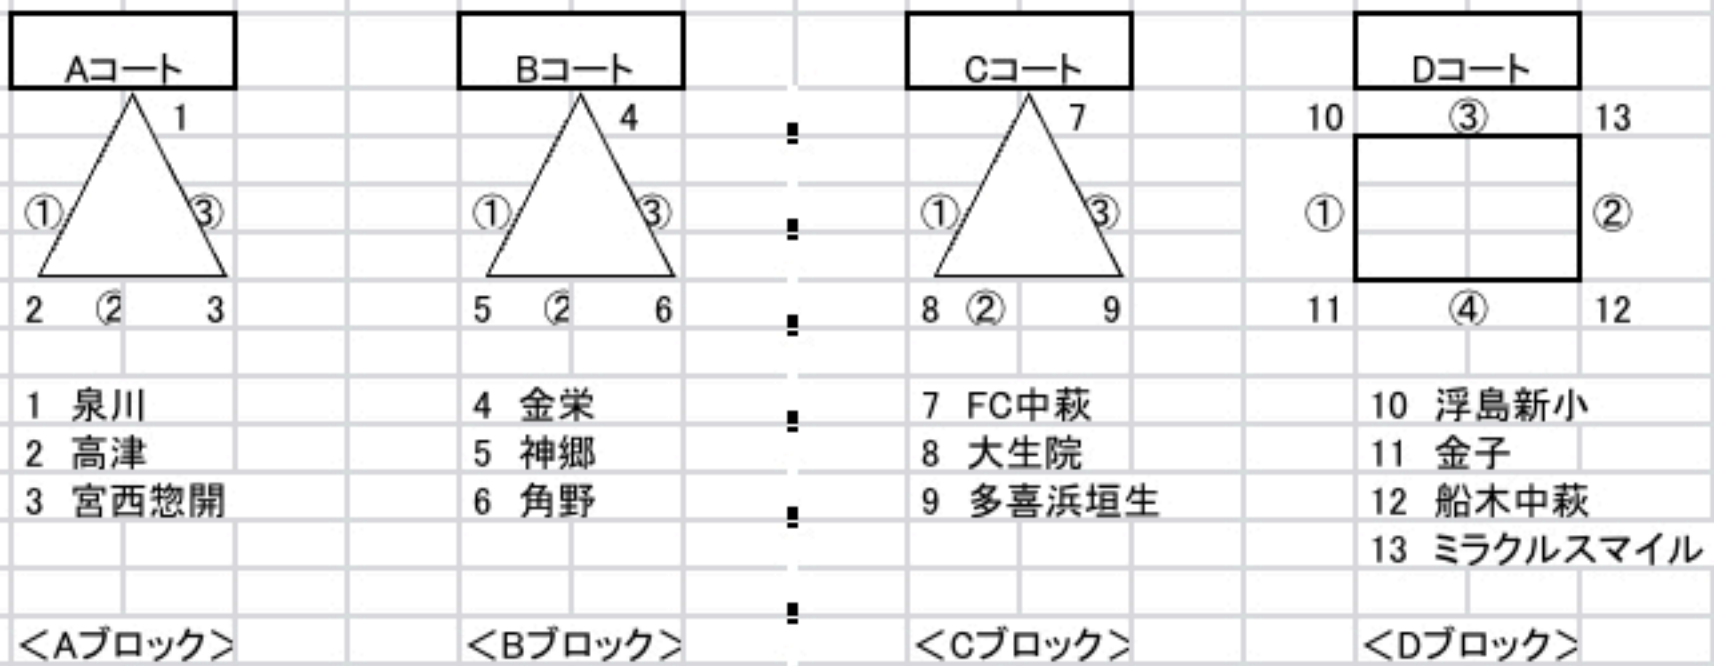 Aコート Bコート Cコート Dコート
1 4 7 10 ③ 13
① ③ ① ③ ① ③ ① ②
2 ② 3 5 ② 6 8 ② 9 11 ④ 12
1 泉川 4 金栄 7 FC中萩 10 浮島新小
2 高津 5 神郷 8 大生院 11 金子
3 宮西惣開 6 角野 9 多喜浜垣生 12 船木中萩
13 ミラクルスマイル
＜Aブロック＞ ＜Bブロック＞ ＜Cブロック＞ ＜Dブロック＞